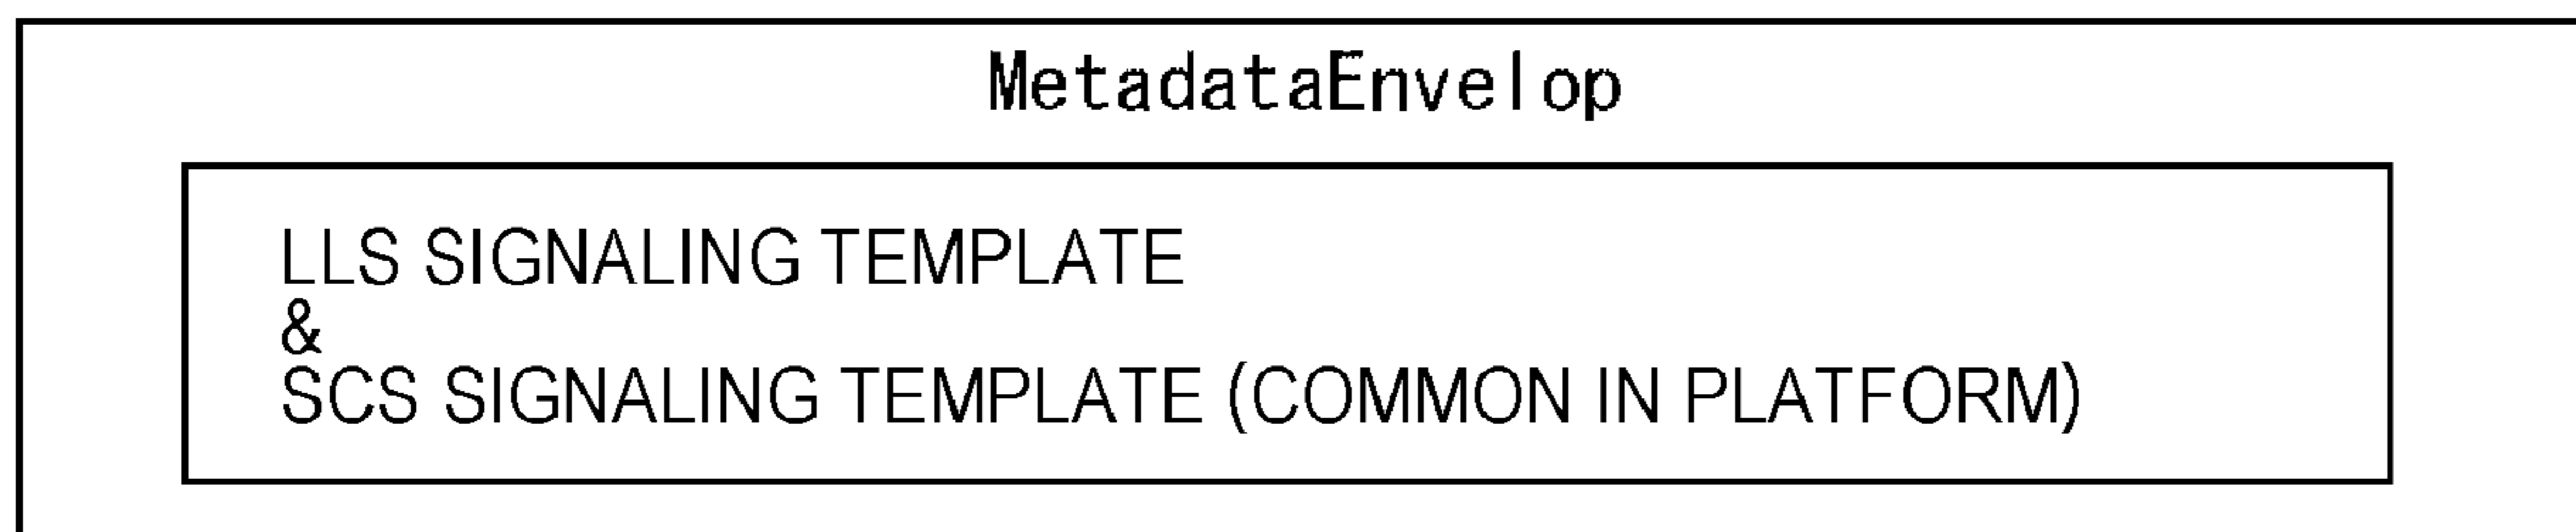 MetadataEnvelop
LLS SIGNALING TEMPLATE
&
SCS SIGNALING TEMPLATE (COMMON IN PLATFORM)